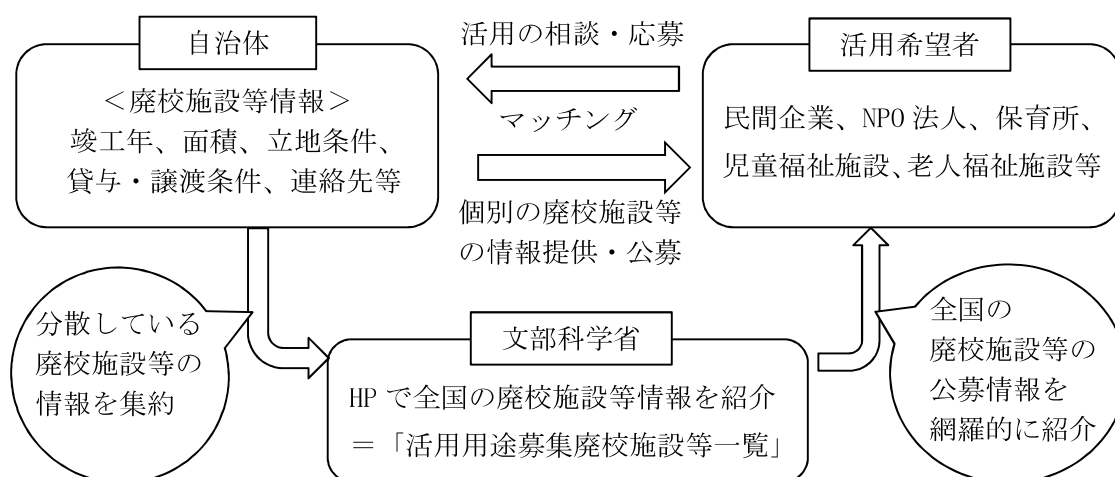 自治体
＜廃校施設等情報＞
竣工年、面積、立地条件、
貸与・譲渡条件、連絡先等
活用の相談・応募
マッチング
個別の廃校施設等
の情報提供・公募
活用希望者
民間企業、NPO 法人、保育所、
児童福祉施設、老人福祉施設等
分散している
廃校施設等の
情報を集約
文部科学省
HP で全国の廃校施設等情報を紹介
＝「活用用途募集廃校施設等一覧」
全国の
廃校施設等の
公募情報を
網羅的に紹介